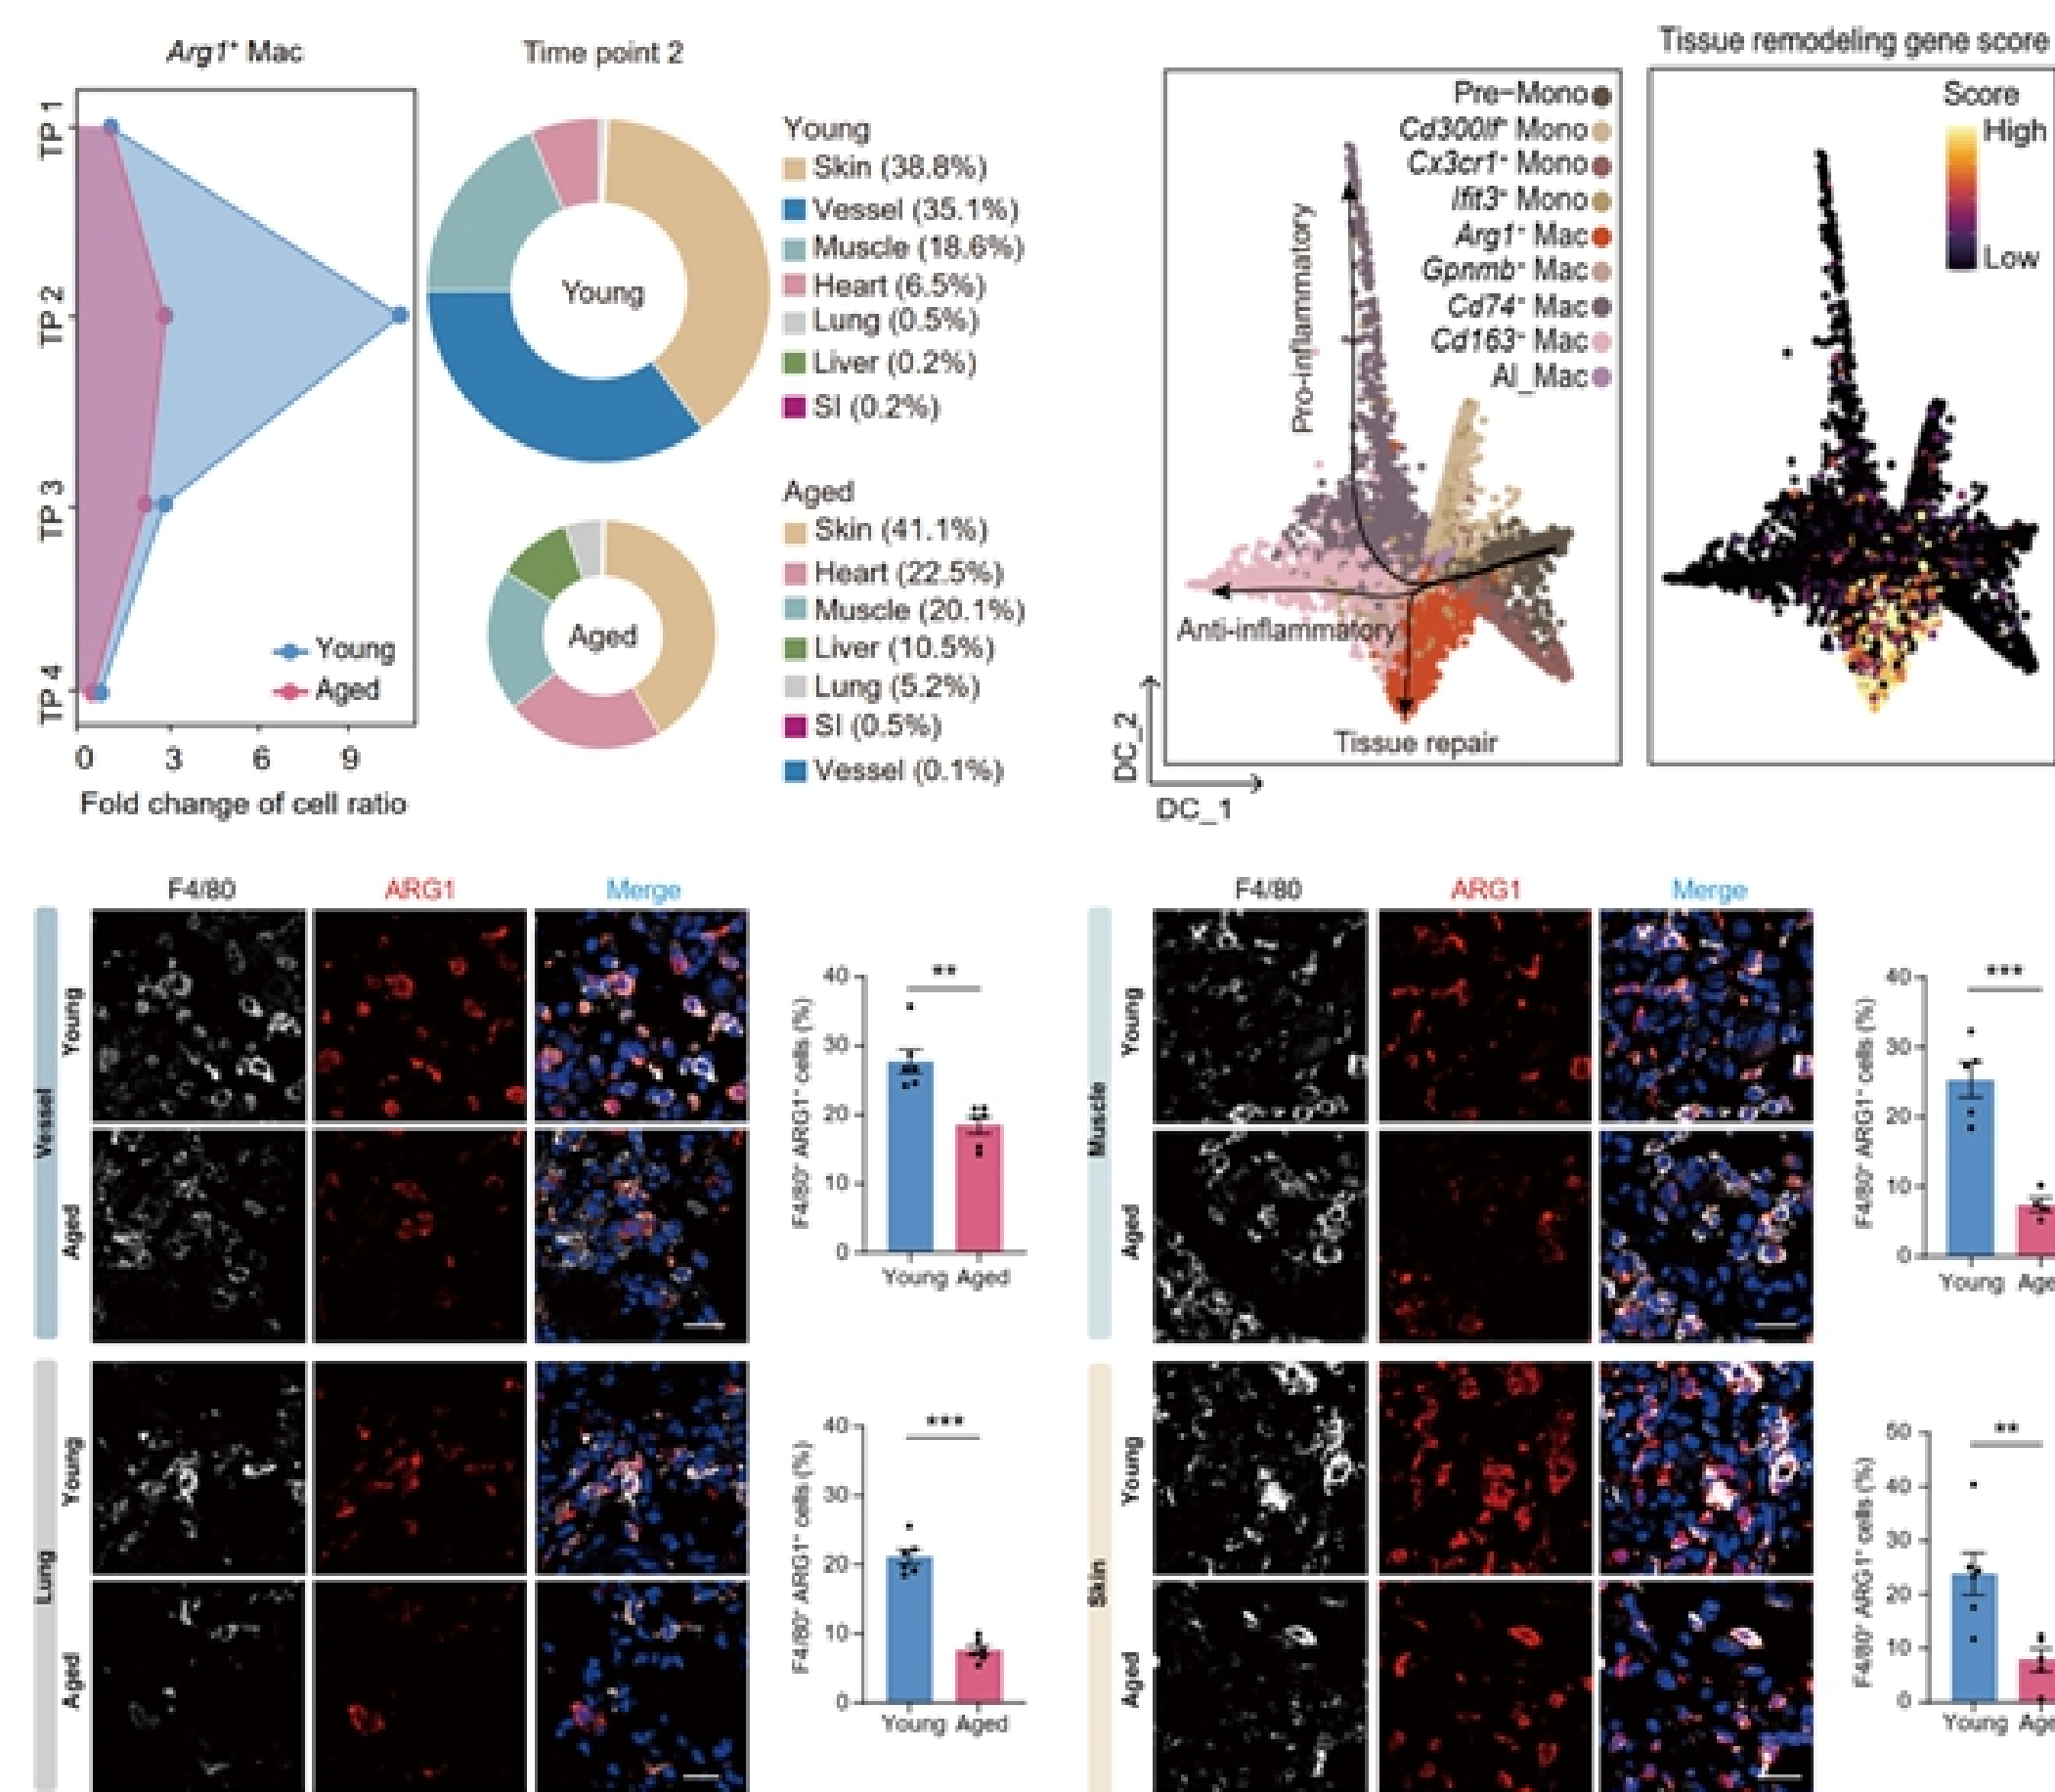 Arg1⁺ Mac
TP 1
TP 2
TP 3
TP 4
Young
Aged
0 3 6 9
Fold change of cell ratio
Time point 2
Young
Aged
Young
Skin (38.8%)
Vessel (35.1%)
Muscle (18.6%)
Heart (6.5%)
Lung (0.5%)
Liver (0.2%)
SI (0.2%)
Aged
Skin (41.1%)
Heart (22.5%)
Muscle (20.1%)
Liver (10.5%)
Lung (5.2%)
SI (0.5%)
Vessel (0.1%)
Pre-Mono
Cd300lf⁺ Mono
Cx3cr1⁺ Mono
Ifit3⁺ Mono
Arg1⁺ Mac
Gpnmb⁺ Mac
Cd74⁺ Mac
Cd163⁺ Mac
AI_Mac
Pro-inflammatory
Anti-inflammatory
Tissue repair
DC_2
DC_1
Tissue remodeling gene score
Score
High
Low
F4/80 ARG1 Merge
Vessel
Young
Aged
F4/80⁺ ARG1⁺ cells (%)
40
30
20
10
0
**
Young Aged
F4/80 ARG1 Merge
Muscle
Young
Aged
F4/80⁺ ARG1⁺ cells (%)
40
30
20
10
0
***
Young Age
Lung
Young
Aged
F4/80⁺ ARG1⁺ cells (%)
40
30
20
10
0
***
Young Aged
Skin
Young
Aged
F4/80⁺ ARG1⁺ cells (%)
50
40
30
20
10
0
**
Young Age